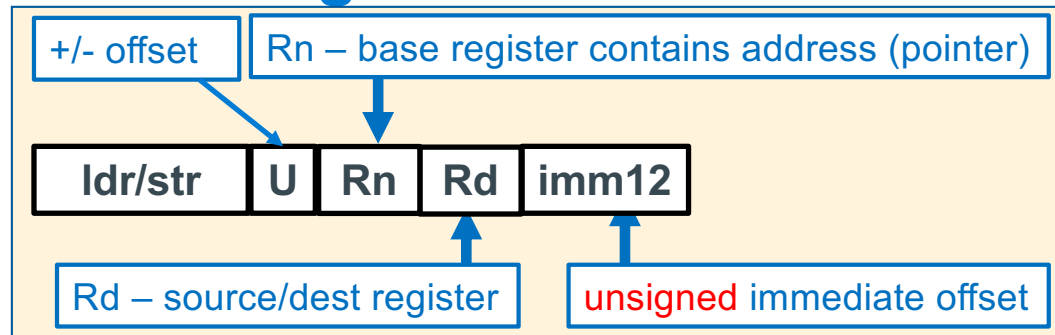 +/- offset
Rn – base register contains address (pointer)
ldr/str U Rn Rd imm12
Rd – source/dest register
unsigned immediate offset